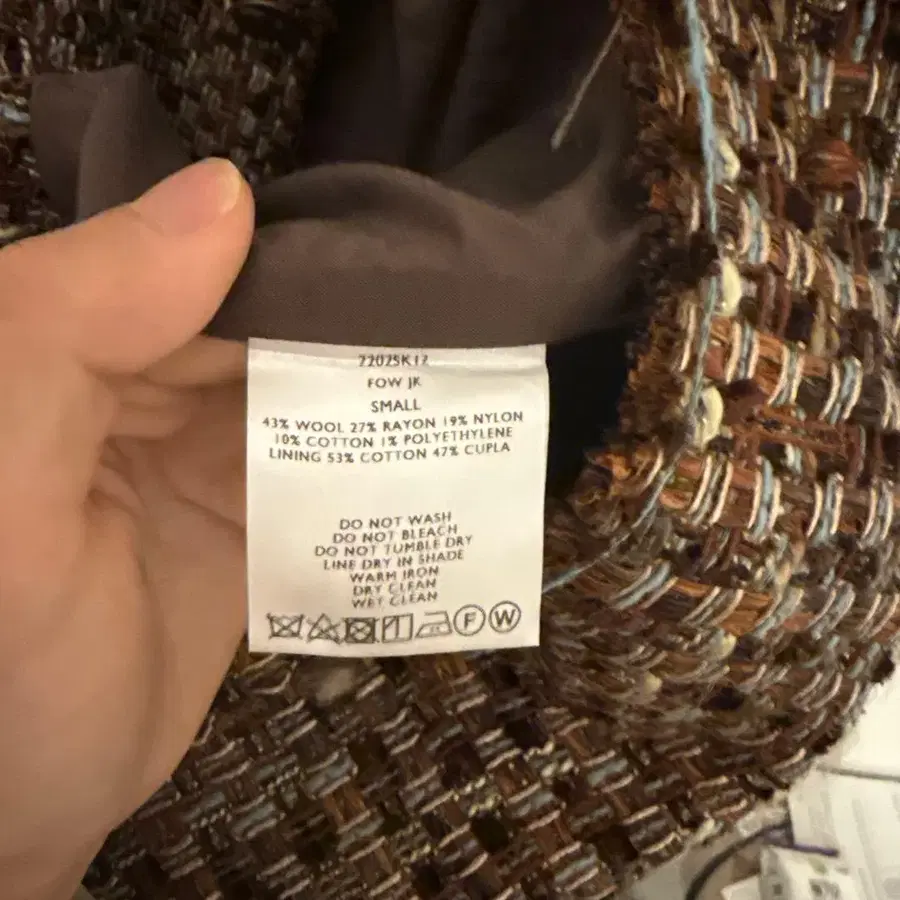 22025K12
FOW JK
SMALL
43% WOOL 27% RAYON 19% NYLON
10% COTTON 1% POLYETHYLENE
LINING 53% COTTON 47% CUPLA
DO NOT WASH
DO NOT BLEACH
DO NOT TUMBLE DRY
LINE DRY IN SHADE
WARM IRON
DRY CLEAN
WET CLEAN
F W